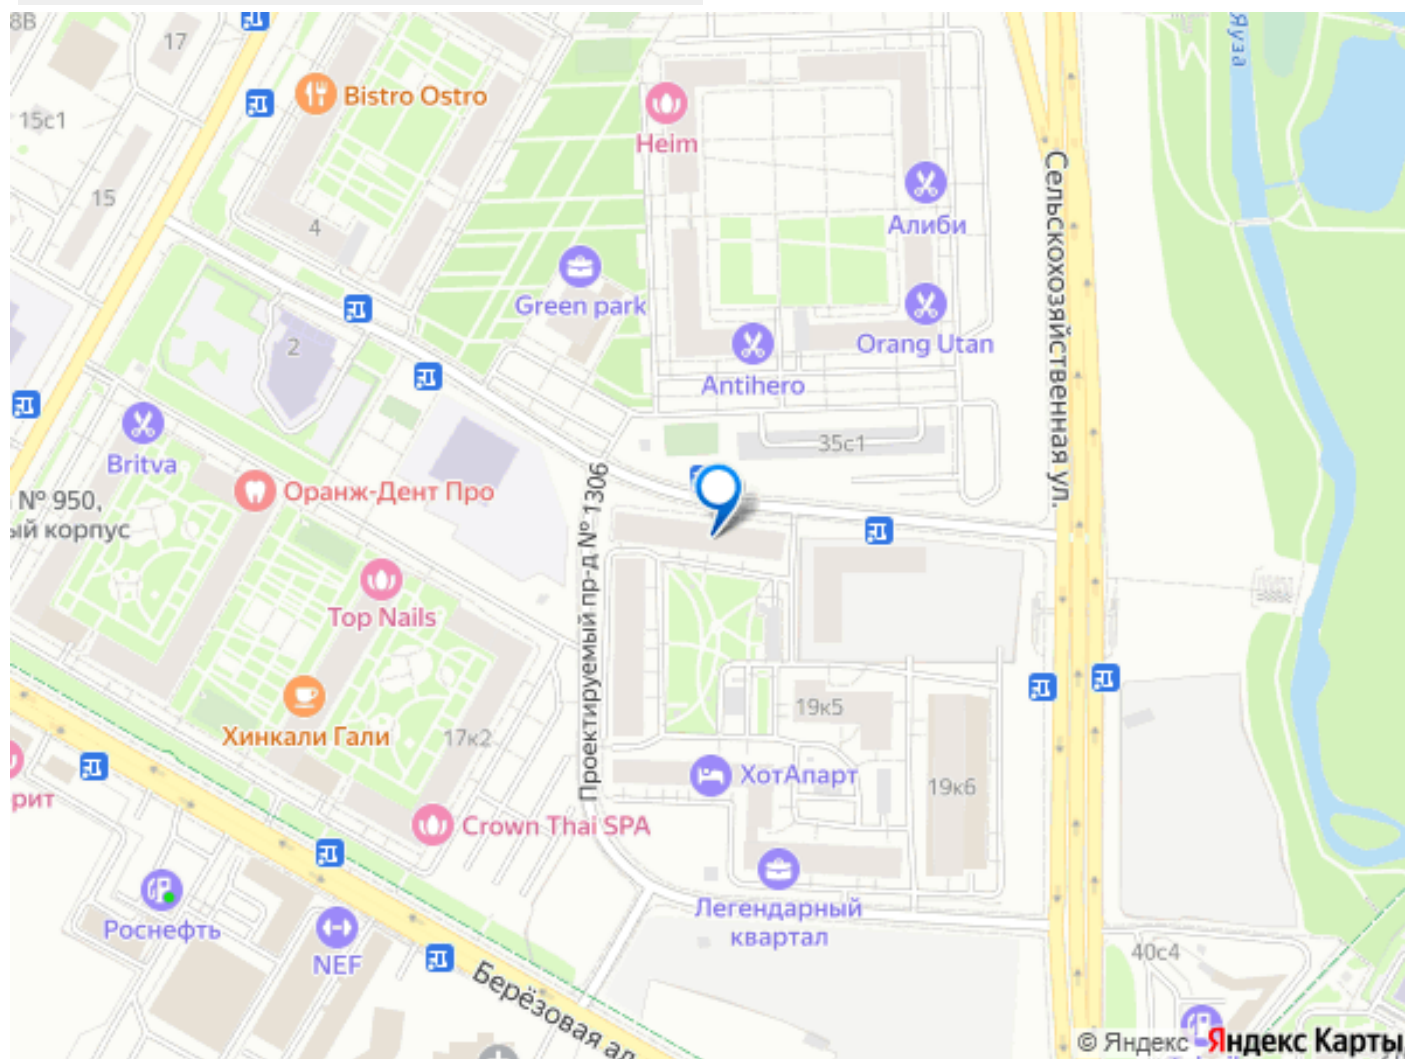 8В
17
Яуза
Bistro Ostro
15с1
Heim
Сельскохозяйственная ул.
15
Алиби
4
Green park
2
Orang Utan
Antihero
35с1
Britva
Оранж-Дент Про
№ 950,
ый корпус
Проектируемый пр-д № 1306
Top Nails
19к5
Хинкали Гали
17к2
ХотАпарт
19к6
рит
Crown Thai SPA
Роснефть
Легендарный
квартал
NEF
40с4
Берёзовая ал
© Яндекс Яндекс Карты